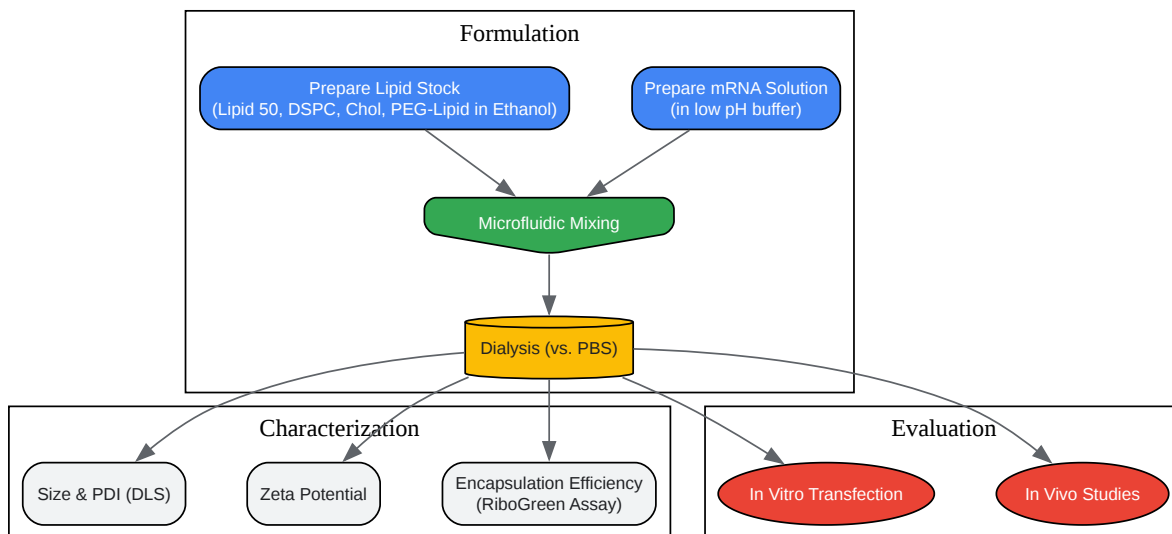 Formulation
Prepare Lipid Stock
(Lipid 50, DSPC, Chol, PEG-Lipid in Ethanol)
Prepare mRNA Solution
(in low pH buffer)
Microfluidic Mixing
Dialysis (vs. PBS)
Characterization
Size & PDI (DLS)
Zeta Potential
Encapsulation Efficiency
(RiboGreen Assay)
Evaluation
In Vitro Transfection
In Vivo Studies